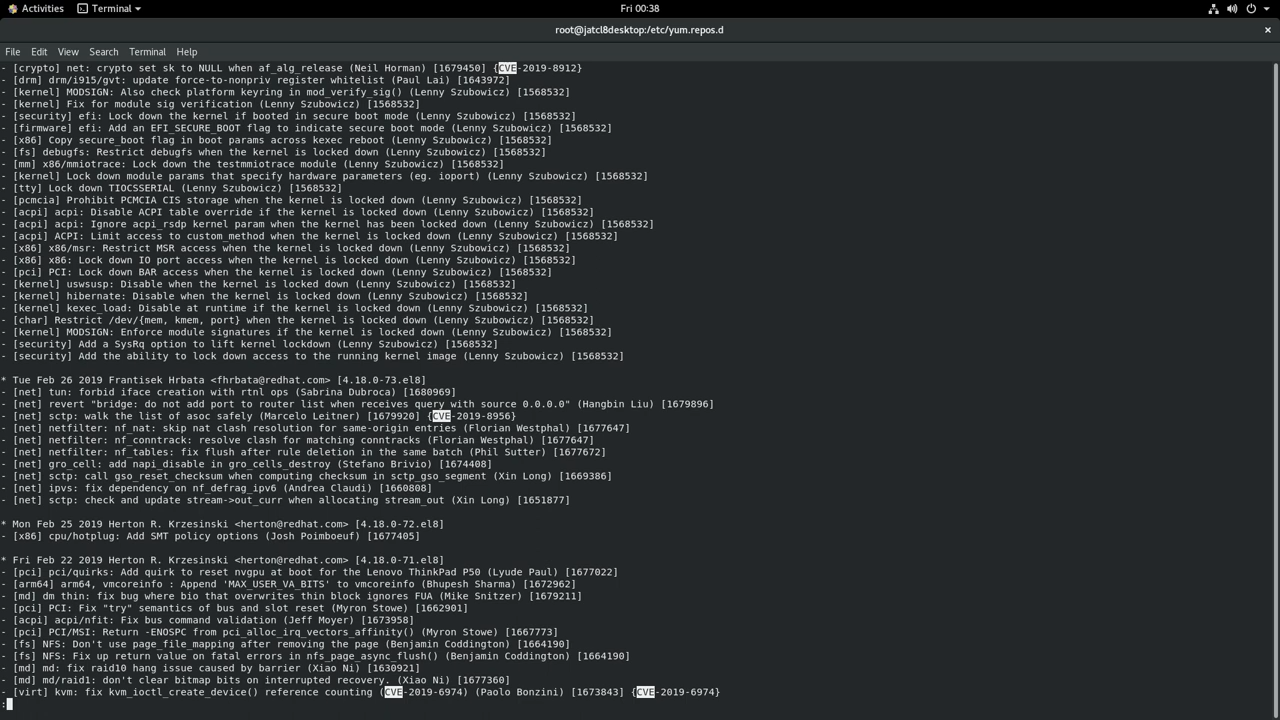 Activities Terminal Fri 00:38
root@jatcl8desktop:/etc/yum.repos.d ×
File Edit View Search Terminal Help
- [crypto] net: crypto set sk to NULL when af_alg_release (Neil Horman) [1679450] {CVE-2019-8912}
- [drm] drm/i915/gvt: update force-to-nonpriv register whitelist (Paul Lai) [1643972]
- [kernel] MODSIGN: Also check platform keyring in mod_verify_sig() (Lenny Szubowicz) [1568532]
- [kernel] Fix for module sig verification (Lenny Szubowicz) [1568532]
- [security] efi: Lock down the kernel if booted in secure boot mode (Lenny Szubowicz) [1568532]
- [firmware] efi: Add an EFI_SECURE_BOOT flag to indicate secure boot mode (Lenny Szubowicz) [1568532]
- [x86] Copy secure_boot flag in boot params across kexec reboot (Lenny Szubowicz) [1568532]
- [fs] debugfs: Restrict debugfs when the kernel is locked down (Lenny Szubowicz) [1568532]
- [mm] x86/mmiotrace: Lock down the testmmiotrace module (Lenny Szubowicz) [1568532]
- [kernel] Lock down module params that specify hardware parameters (eg. ioport) (Lenny Szubowicz) [1568532]
- [tty] Lock down TIOCSSERIAL (Lenny Szubowicz) [1568532]
- [pcmcia] Prohibit PCMCIA CIS storage when the kernel is locked down (Lenny Szubowicz) [1568532]
- [acpi] acpi: Disable ACPI table override if the kernel is locked down (Lenny Szubowicz) [1568532]
- [acpi] acpi: Ignore acpi_rsdp kernel param when the kernel has been locked down (Lenny Szubowicz) [1568532]
- [acpi] ACPI: Limit access to custom_method when the kernel is locked down (Lenny Szubowicz) [1568532]
- [x86] x86/msr: Restrict MSR access when the kernel is locked down (Lenny Szubowicz) [1568532]
- [x86] x86: Lock down IO port access when the kernel is locked down (Lenny Szubowicz) [1568532]
- [pci] PCI: Lock down BAR access when the kernel is locked down (Lenny Szubowicz) [1568532]
- [kernel] uswsusp: Disable when the kernel is locked down (Lenny Szubowicz) [1568532]
- [kernel] hibernate: Disable when the kernel is locked down (Lenny Szubowicz) [1568532]
- [kernel] kexec_load: Disable at runtime if the kernel is locked down (Lenny Szubowicz) [1568532]
- [char] Restrict /dev/{mem, kmem, port} when the kernel is locked down (Lenny Szubowicz) [1568532]
- [kernel] MODSIGN: Enforce module signatures if the kernel is locked down (Lenny Szubowicz) [1568532]
- [security] Add a SysRq option to lift kernel lockdown (Lenny Szubowicz) [1568532]
- [security] Add the ability to lock down access to the running kernel image (Lenny Szubowicz) [1568532]
* Tue Feb 26 2019 Frantisek Hrbata <fhrbata@redhat.com> [4.18.0-73.el8]
- [net] tun: forbid iface creation with rtnl ops (Sabrina Dubroca) [1680969]
- [net] revert "bridge: do not add port to router list when receives query with source 0.0.0.0" (Hangbin Liu) [1679896]
- [net] sctp: walk the list of asoc safely (Marcelo Leitner) [1679920] {CVE-2019-8956}
- [net] netfilter: nf_nat: skip nat clash resolution for same-origin entries (Florian Westphal) [1677647]
- [net] netfilter: nf_conntrack: resolve clash for matching conntracks (Florian Westphal) [1677647]
- [net] netfilter: nf_tables: fix flush after rule deletion in the same batch (Phil Sutter) [1677672]
- [net] gro_cell: add napi_disable in gro_cells_destroy (Stefano Brivio) [1674408]
- [net] sctp: call gso_reset_checksum when computing checksum in sctp_gso_segment (Xin Long) [1669386]
- [net] ipvs: fix dependency on nf_defrag_ipv6 (Andrea Claudi) [1660808]
- [net] sctp: check and update stream->out_curr when allocating stream_out (Xin Long) [1651877]
* Mon Feb 25 2019 Herton R. Krzesinski <herton@redhat.com> [4.18.0-72.el8]
- [x86] cpu/hotplug: Add SMT policy options (Josh Poimboeuf) [1677405]
* Fri Feb 22 2019 Herton R. Krzesinski <herton@redhat.com> [4.18.0-71.el8]
- [pci] pci/quirks: Add quirk to reset nvgpu at boot for the Lenovo ThinkPad P50 (Lyude Paul) [1677022]
- [arm64] arm64, vmcoreinfo : Append 'MAX_USER_VA_BITS' to vmcoreinfo (Bhupesh Sharma) [1672962]
- [md] dm thin: fix bug where bio that overwrites thin block ignores FUA (Mike Snitzer) [1679211]
- [pci] PCI: Fix "try" semantics of bus and slot reset (Myron Stowe) [1662901]
- [acpi] acpi/nfit: Fix bus command validation (Jeff Moyer) [1673958]
- [pci] PCI/MSI: Return -ENOSPC from pci_alloc_irq_vectors_affinity() (Myron Stowe) [1667773]
- [fs] NFS: Don't use page_file_mapping after removing the page (Benjamin Coddington) [1664190]
- [fs] NFS: Fix up return value on fatal errors in nfs_page_async_flush() (Benjamin Coddington) [1664190]
- [md] md: fix raid10 hang issue caused by barrier (Xiao Ni) [1630921]
- [md] md/raid1: don't clear bitmap bits on interrupted recovery. (Xiao Ni) [1677360]
- [virt] kvm: fix kvm_ioctl_create_device() reference counting (CVE-2019-6974) (Paolo Bonzini) [1673843] {CVE-2019-6974}
: